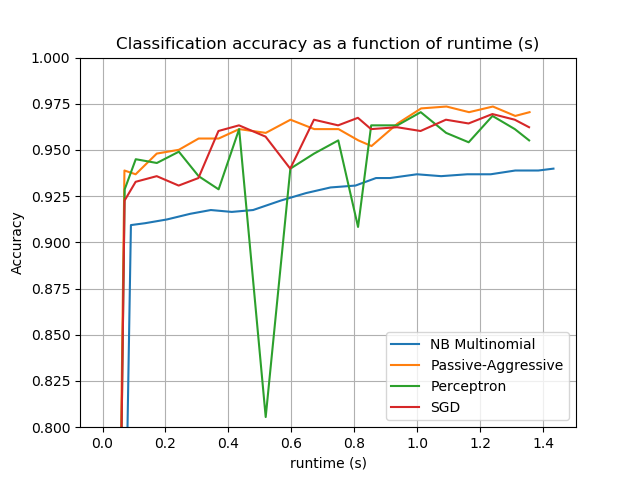 Classification accuracy as a function of runtime (s)
1.000
0.975
0.950
0.925
0.900
0.875
0.850
0.825
0.800
Accuracy
NB Multinomial
Passive-Aggressive
Perceptron
SGD
0.0 0.2 0.4 0.6 0.8 1.0 1.2 1.4
runtime (s)